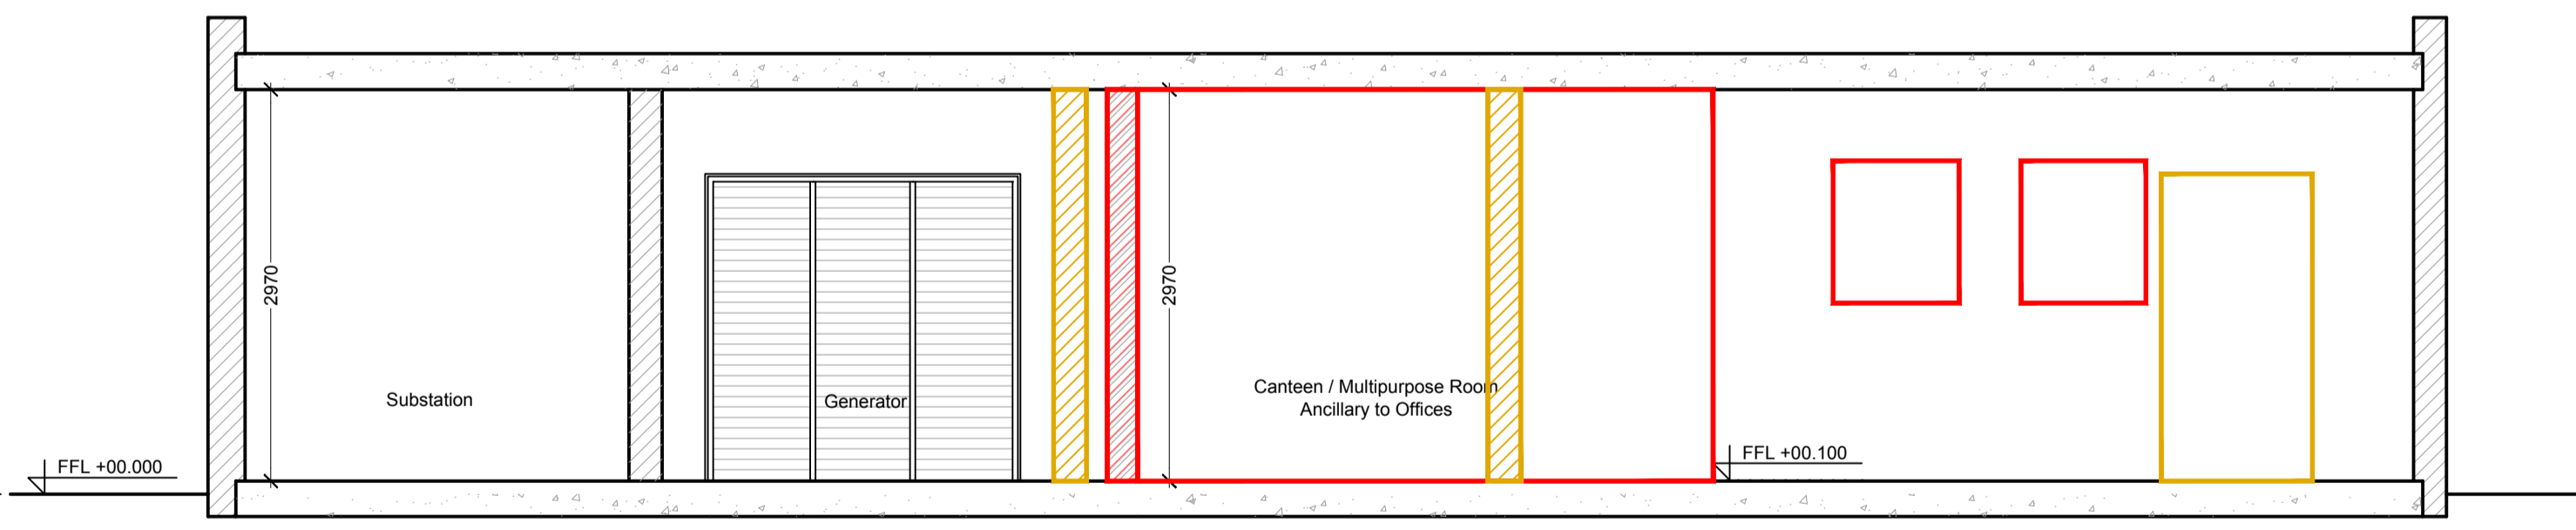 2970
2970
Substation
Generator
Canteen / Multipurpose Room
Ancillary to Offices
FFL +00.000
FFL +00.100